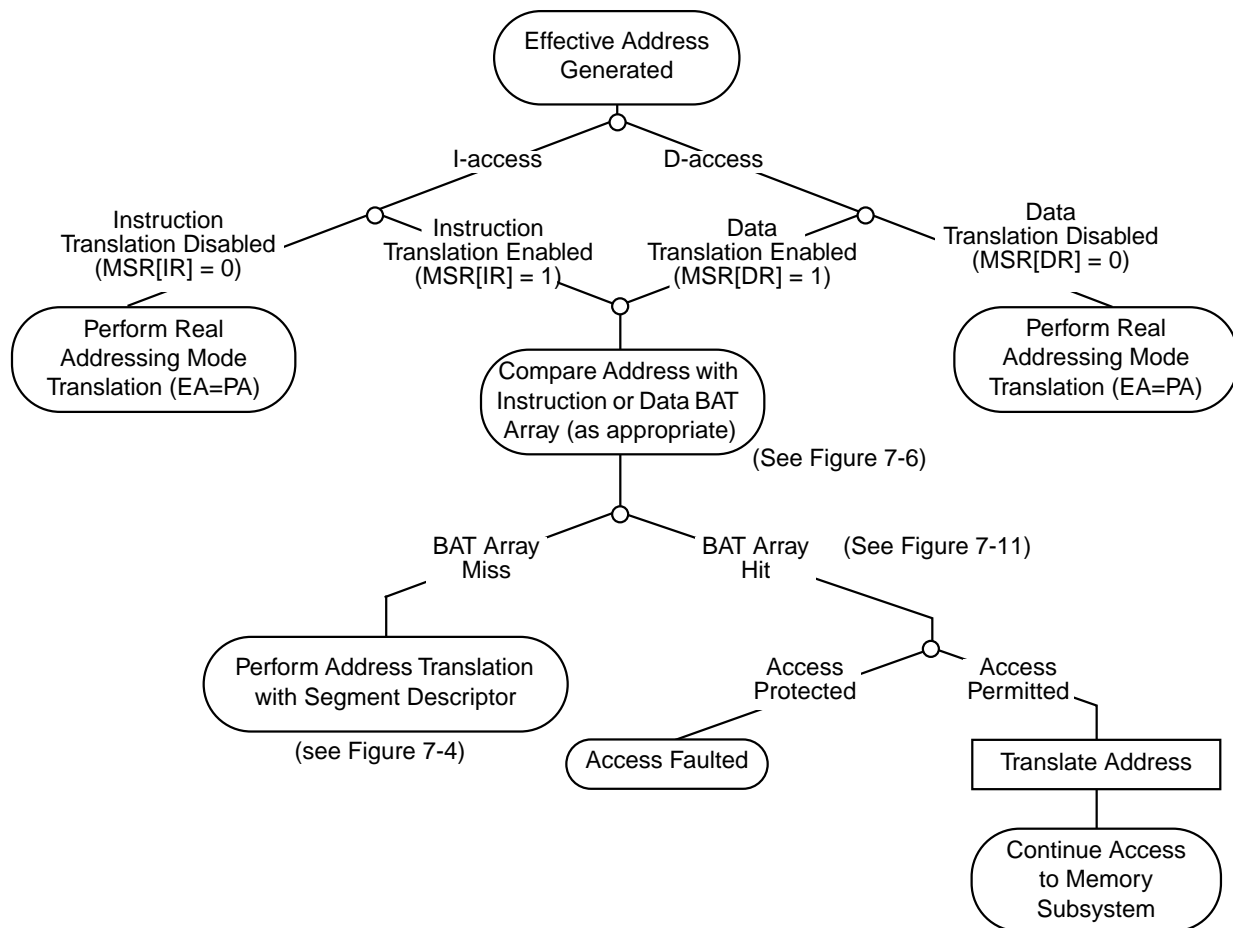 Effective Address
Generated
I-access
D-access
Instruction
Translation Disabled
(MSR[IR] = 0)
Instruction
Translation Enabled
(MSR[IR] = 1)
Data
Translation Enabled
(MSR[DR] = 1)
Data
Translation Disabled
(MSR[DR] = 0)
Perform Real
Addressing Mode
Translation (EA=PA)
Perform Real
Addressing Mode
Translation (EA=PA)
Compare Address with
Instruction or Data BAT
Array (as appropriate)
(See Figure 7-6)
BAT Array
Miss
BAT Array
Hit
(See Figure 7-11)
Perform Address Translation
with Segment Descriptor
(see Figure 7-4)
Access
Protected
Access
Permitted
Access Faulted
Translate Address
Continue Access
to Memory
Subsystem